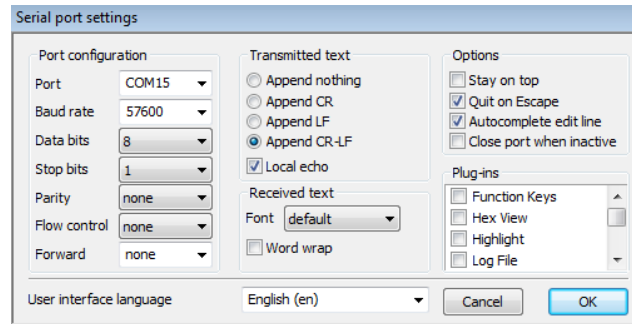 Serial port settings
Port configuration
Port COM15
Baud rate 57600
Data bits 8
Stop bits 1
Parity none
Flow control none
Forward none
Transmitted text
Append nothing
Append CR
Append LF
Append CR-LF
Local echo
Received text
Font default
Word wrap
Options
Stay on top
Quit on Escape
Autocomplete edit line
Close port when inactive
Plug-ins
Function Keys
Hex View
Highlight
Log File
User interface language English (en)
Cancel OK